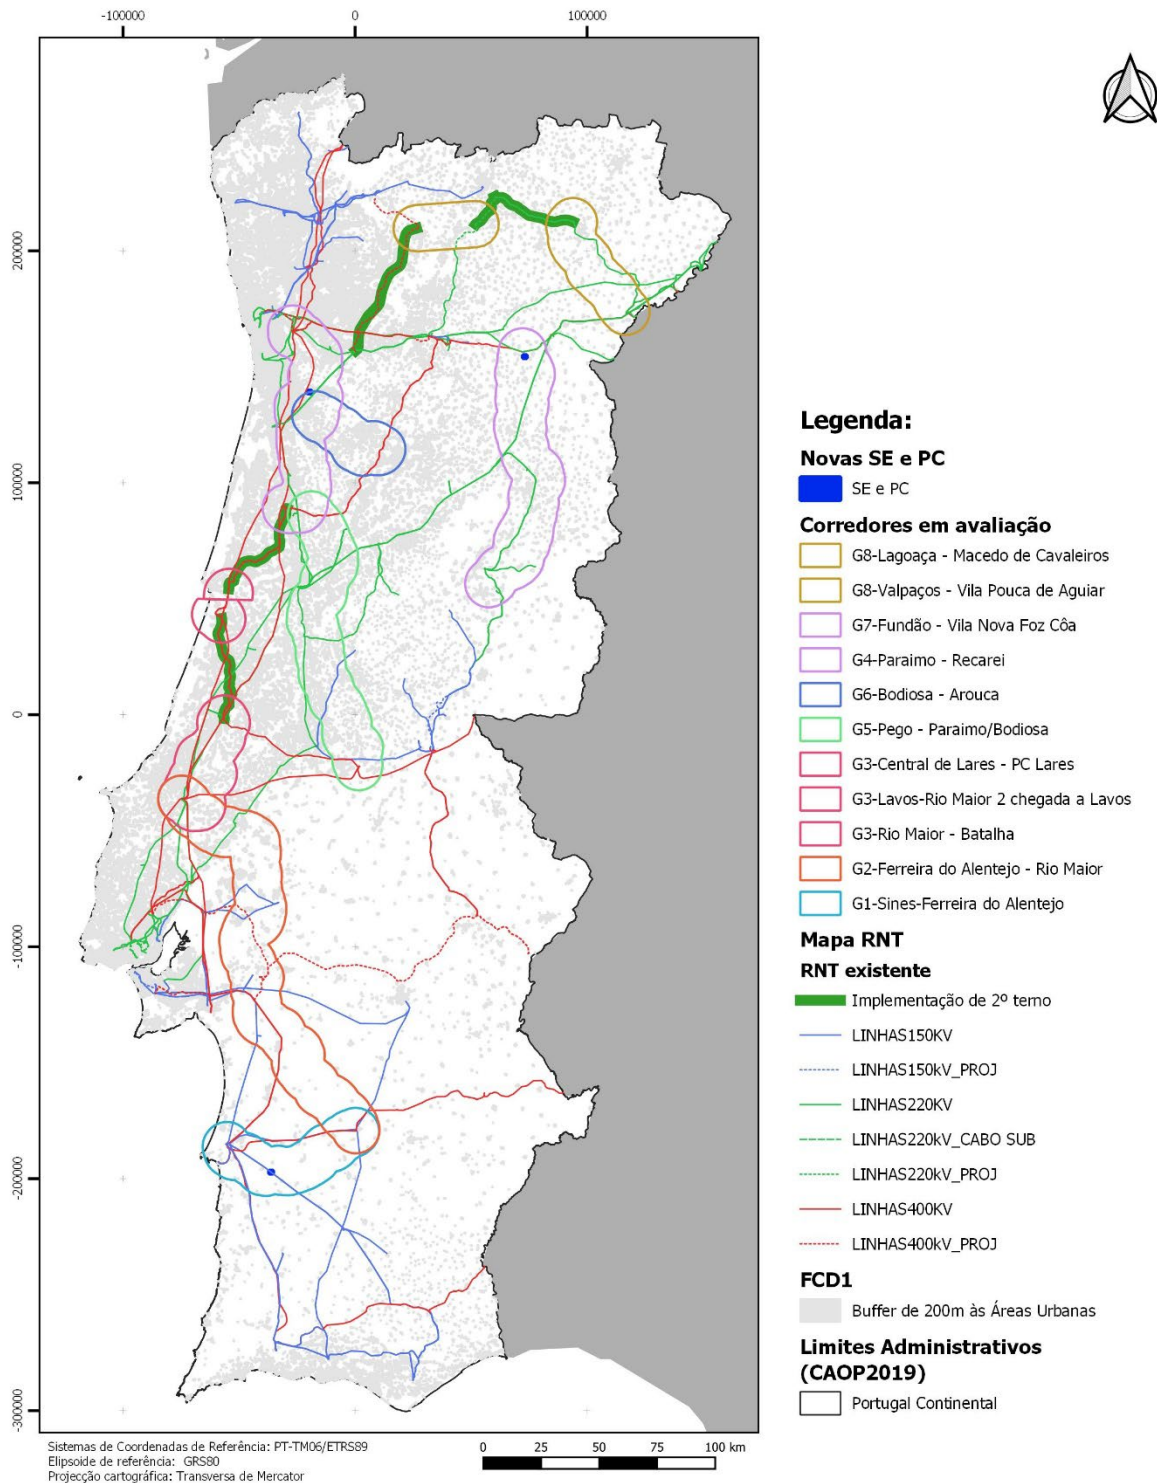 -100000
0
100000
200000
100000
0
-100000
-200000
-300000
Legenda:
Novas SE e PC
SE e PC
Corredores em avaliação
G8-Lagoaça - Macedo de Cavaleiros
G8-Valpaços - Vila Pouca de Aguiar
G7-Fundão - Vila Nova Foz Côa
G4-Paraimo - Recarei
G6-Bodiosa - Arouca
G5-Pego - Paraimo/Bodiosa
G3-Central de Lares - PC Lares
G3-Lavos-Rio Maior 2 chegada a Lavos
G3-Rio Maior - Batalha
G2-Ferreira do Alentejo - Rio Maior
G1-Sines-Ferreira do Alentejo
Mapa RNT
RNT existente
Implementação de 2º terno
LINHAS150KV
LINHAS150kV_PROJ
LINHAS220KV
LINHAS220kV_CABO SUB
LINHAS220kV_PROJ
LINHAS400KV
LINHAS400kV_PROJ
FCD1
Buffer de 200m às Áreas Urbanas
Limites Administrativos
(CAOP2019)
Portugal Continental
Sistemas de Coordenadas de Referência: PT-TM06/ETRS89
Elipsoide de referência: GRS80
Projecção cartográfica: Transversa de Mercator
0 25 50 75 100 km